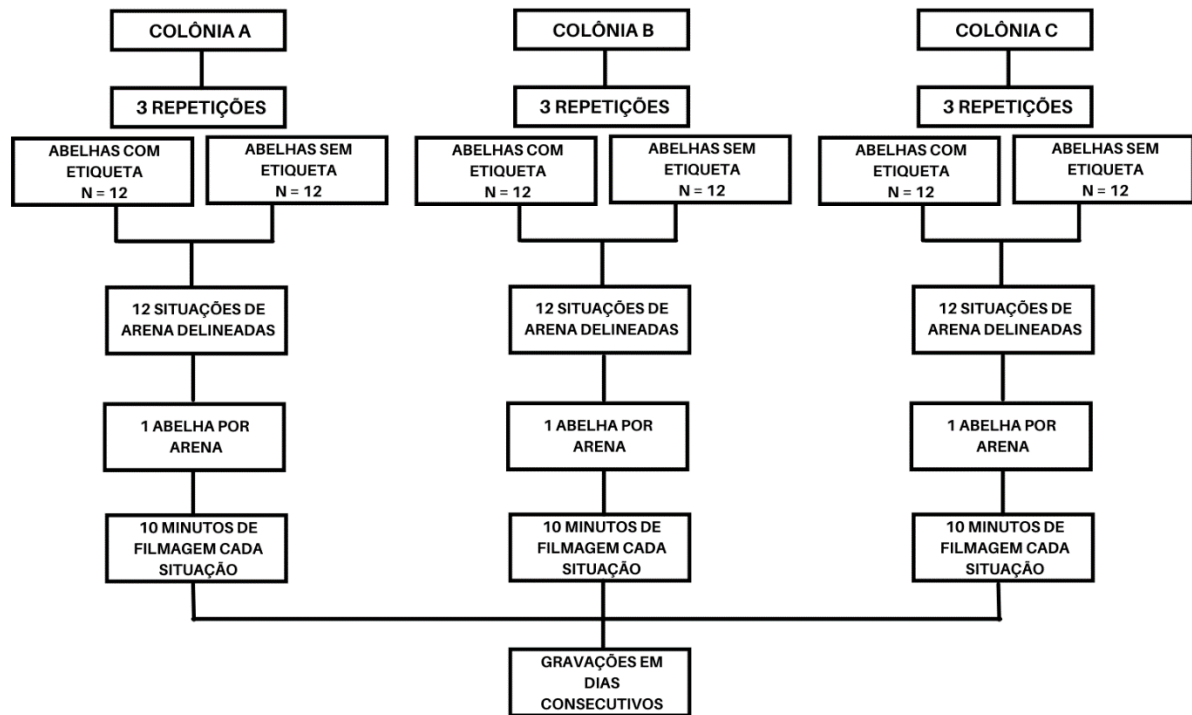 COLÔNIA A
3 REPETIÇÕES
ABELHAS COM
ETIQUETA
N = 12
ABELHAS SEM
ETIQUETA
N = 12
12 SITUAÇÕES DE
ARENA DELINEADAS
1 ABELHA POR
ARENA
10 MINUTOS DE
FILMAGEM CADA
SITUAÇÃO
COLÔNIA B
3 REPETIÇÕES
ABELHAS COM
ETIQUETA
N = 12
ABELHAS SEM
ETIQUETA
N = 12
12 SITUAÇÕES DE
ARENA DELINEADAS
1 ABELHA POR
ARENA
10 MINUTOS DE
FILMAGEM CADA
SITUAÇÃO
COLÔNIA C
3 REPETIÇÕES
ABELHAS COM
ETIQUETA
N = 12
ABELHAS SEM
ETIQUETA
N = 12
12 SITUAÇÕES DE
ARENA DELINEADAS
1 ABELHA POR
ARENA
10 MINUTOS DE
FILMAGEM CADA
SITUAÇÃO
GRAVAÇÕES EM
DIAS
CONSECUTIVOS